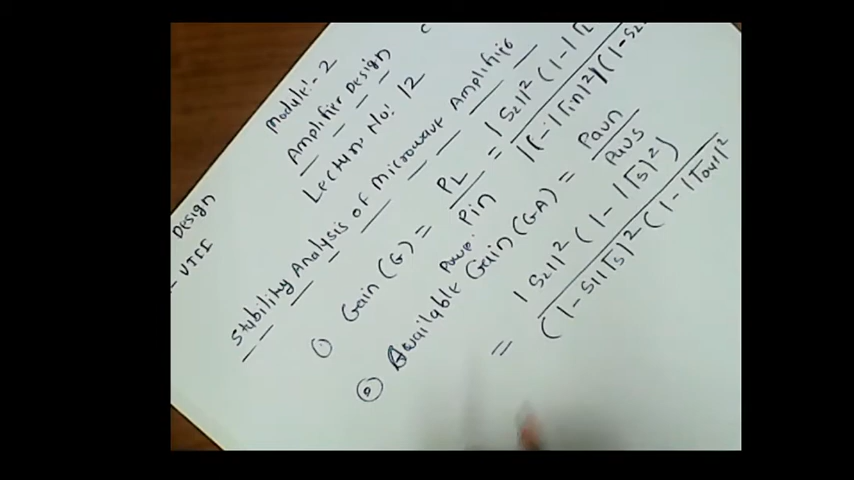 Design
- VTCE
Module:- 2
Amplifier Design
Lecture No: 12
Stability Analysis of Microwave Amplifier
① Gain (G) = PL / Pin = |S21|² (1-|Γ / (1-|Γin|²)(1-S2
② Available Power Gain (GA) = Pavn / Pavs
= |S21|² (1-|Γs|²) / (1-S11Γs|² (1-|Γout|²